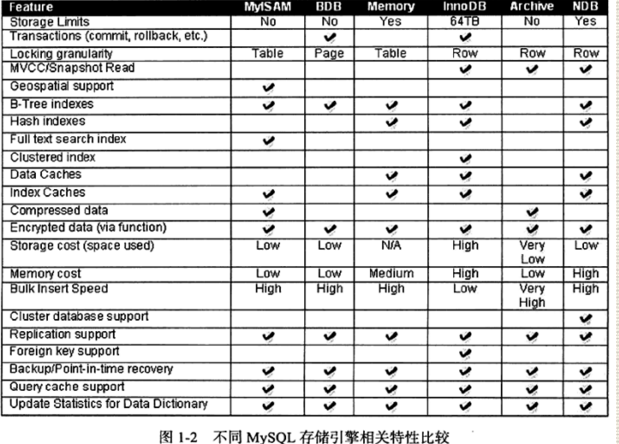 Feature MyISAM BDB Memory InnoDB Archive NDB
Storage Limits No No Yes 64TB No Yes
Transactions (commit, rollback, etc.) ✔ ✔
Locking granularity Table Page Table Row Row Row
MVCC/Snapshot Read ✔ ✔ ✔
Geospatial support ✔
B-Tree indexes ✔ ✔ ✔ ✔ ✔
Hash indexes ✔ ✔ ✔
Full text search index ✔
Clustered index ✔
Data Caches ✔ ✔ ✔
Index Caches ✔ ✔ ✔ ✔
Compressed data ✔ ✔
Encrypted data (via function) ✔ ✔ ✔ ✔ ✔ ✔
Storage cost (space used) Low Low N/A High Very Low Low
Memory cost Low Low Medium High Low High
Bulk Insert Speed High High High Low Very High High
Cluster database support ✔
Replication support ✔ ✔ ✔ ✔ ✔ ✔
Foreign key support ✔
Backup/Point-in-time recovery ✔ ✔ ✔ ✔ ✔ ✔
Query cache support ✔ ✔ ✔ ✔ ✔ ✔
Update Statistics for Data Dictionary ✔ ✔ ✔ ✔ ✔ ✔
图 1-2 不同 MySQL 存储引擎相关特性比较